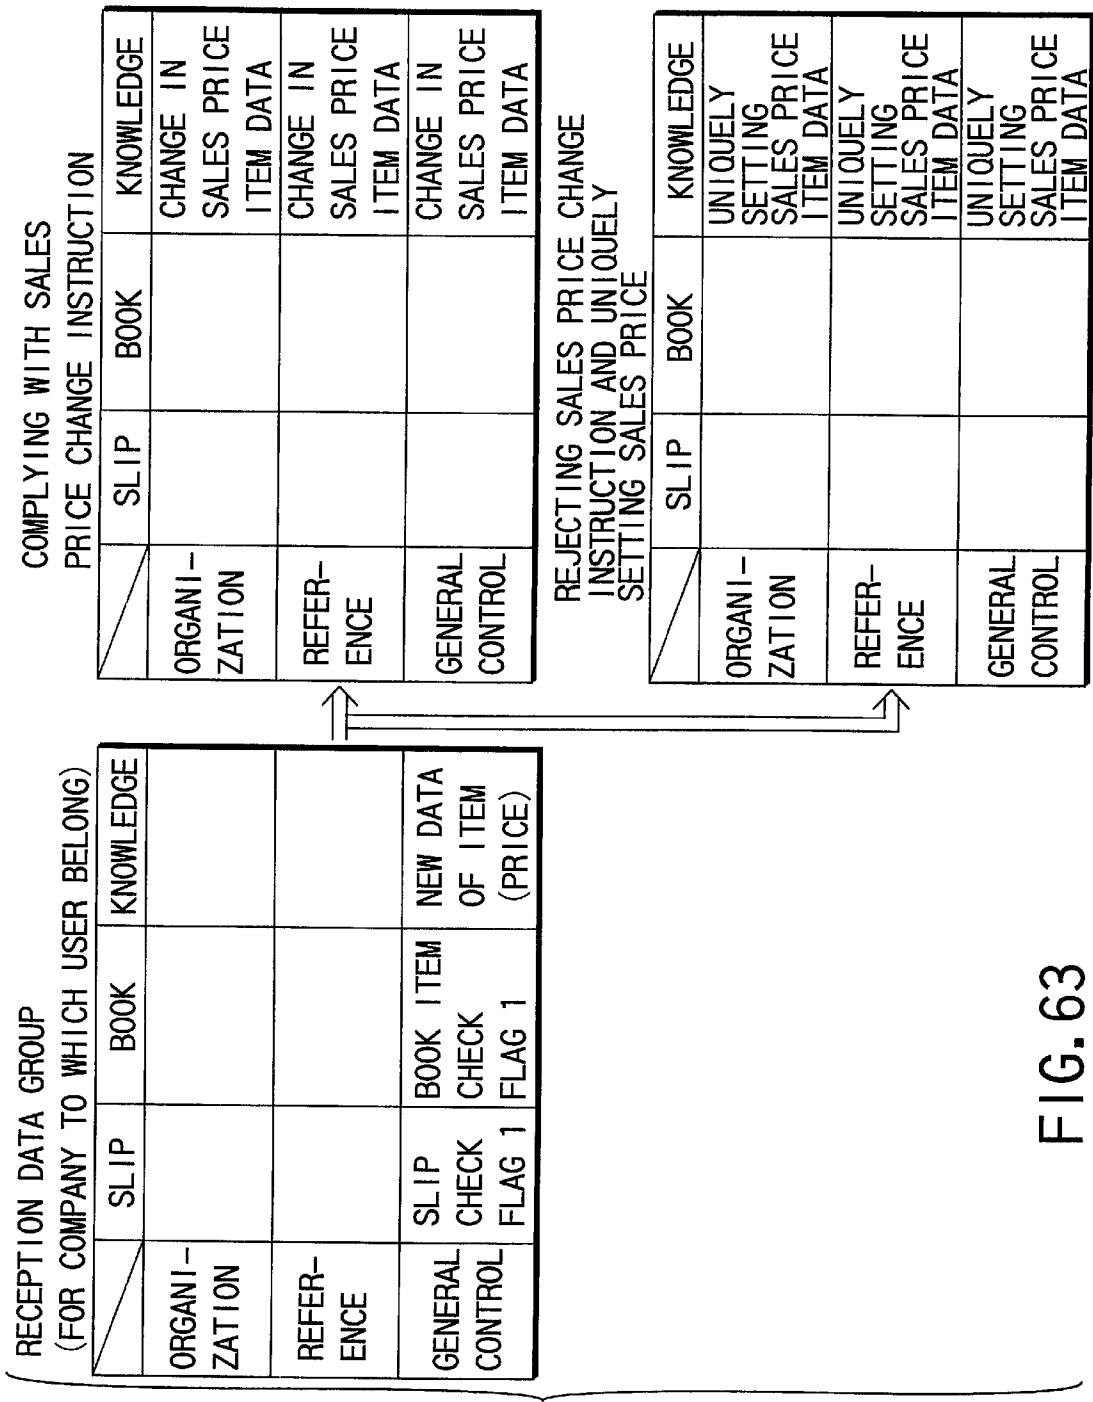 RECEPTION DATA GROUP
(FOR COMPANY TO WHICH USER BELONG)
SLIP
BOOK
KNOWLEDGE
ORGANI-
ZATION
REFER-
ENCE
GENERAL
CONTROL
SLIP
CHECK
FLAG 1
BOOK ITEM
CHECK
FLAG 1
NEW DATA
OF ITEM
(PRICE)
COMPLYING WITH SALES
PRICE CHANGE INSTRUCTION
SLIP
BOOK
KNOWLEDGE
ORGANI-
ZATION
CHANGE IN
SALES PRICE
ITEM DATA
REFER-
ENCE
CHANGE IN
SALES PRICE
ITEM DATA
GENERAL
CONTROL
CHANGE IN
SALES PRICE
ITEM DATA
REJECTING SALES PRICE CHANGE
INSTRUCTION AND UNIQUELY
SETTING SALES PRICE
SLIP
BOOK
KNOWLEDGE
ORGANI-
ZATION
UNIQUELY
SETTING
SALES PRICE
ITEM DATA
REFER-
ENCE
UNIQUELY
SETTING
SALES PRICE
ITEM DATA
GENERAL
CONTROL
UNIQUELY
SETTING
SALES PRICE
ITEM DATA
FIG. 63